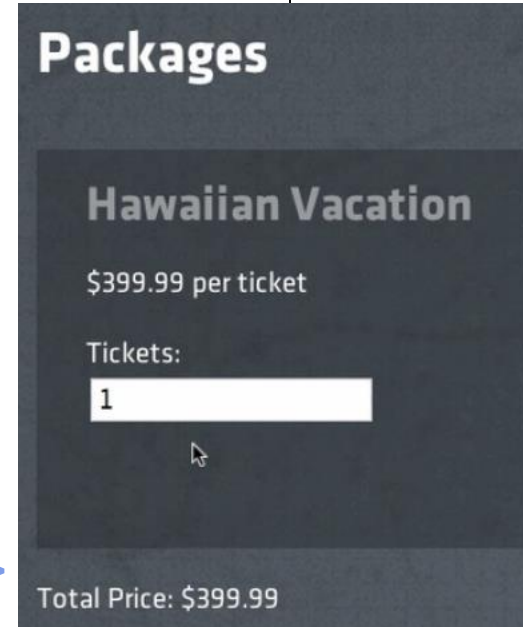 Packages
Hawaiian Vacation
$399.99 per ticket
Tickets:
1
Total Price: $399.99